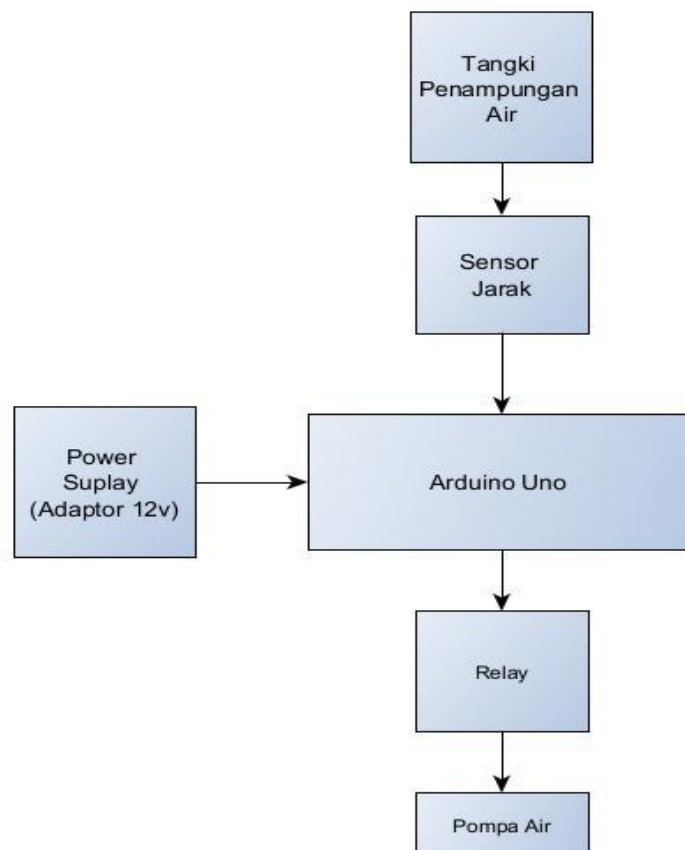 Tangki
Penampungan
Air
Sensor
Jarak
Power
Suplay
(Adaptor 12v)
Arduino Uno
Relay
Pompa Air